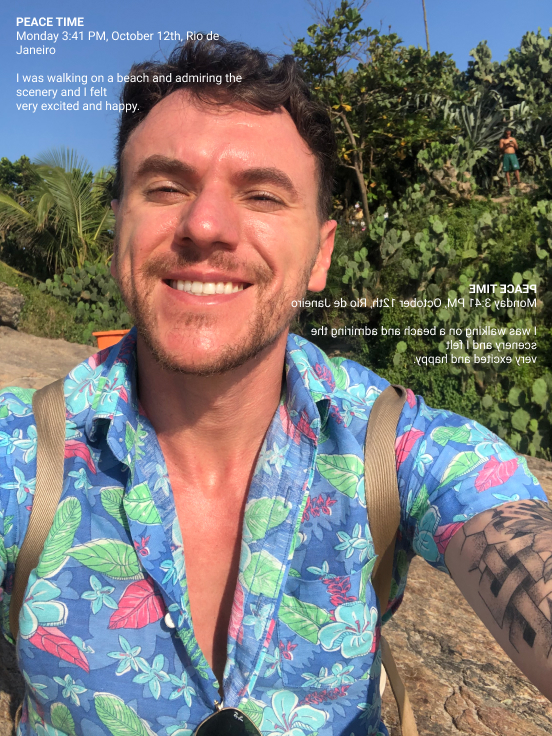 PEACE TIME
Monday 3:41 PM, October 12th, Rio de
Janeiro
I was walking on a beach and admiring the
scenery and I felt
very excited and happy.
PEACE TIME
Monday 3:41 PM, October 12th, Rio de Janeiro
I was walking on a beach and admiring the
scenery and I felt
very excited and happy.